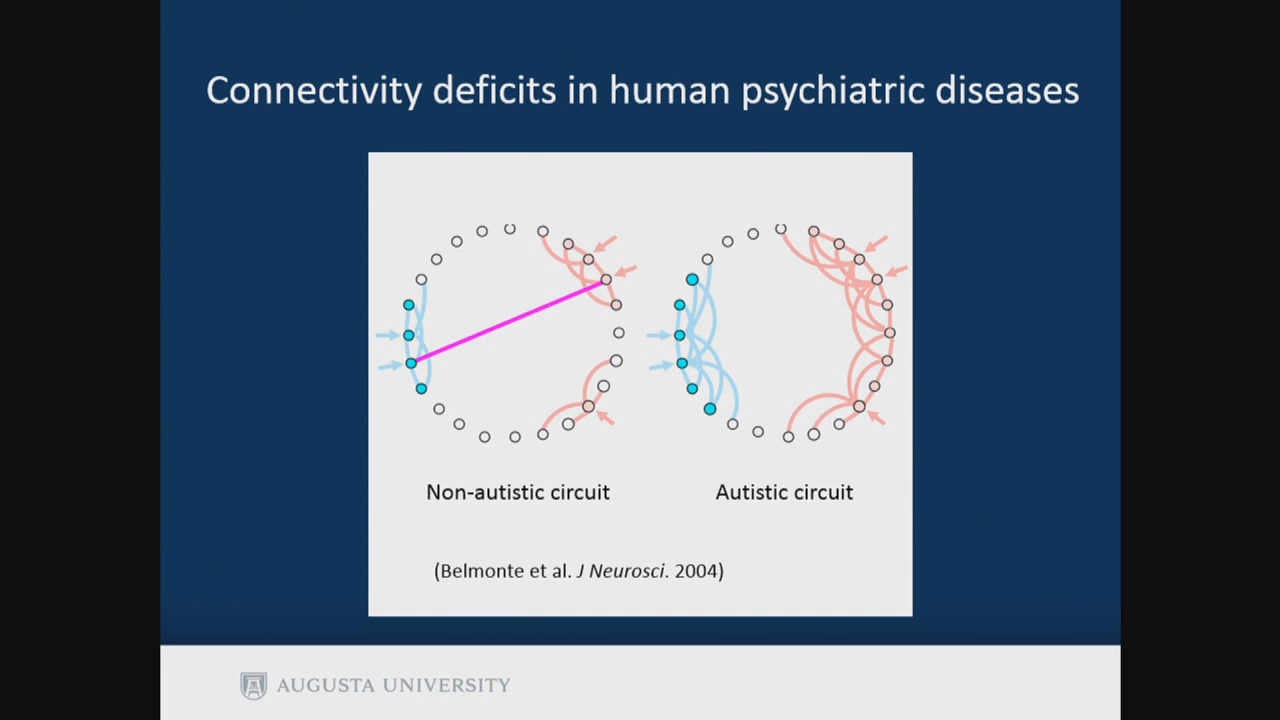 Connectivity deficits in human psychiatric diseases
Non-autistic circuit
Autistic circuit
(Belmonte et al. J Neurosci. 2004)
AUGUSTA UNIVERSITY